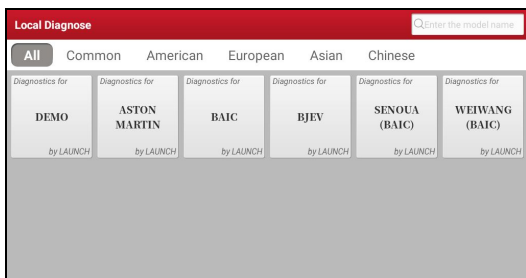 Local Diagnose
Enter the model name
All Common American European Asian Chinese
Diagnostics for
DEMO
by LAUNCH
Diagnostics for
ASTON
MARTIN
by LAUNCH
Diagnostics for
BAIC
by LAUNCH
Diagnostics for
BJEV
by LAUNCH
Diagnostics for
SENOUA
(BAIC)
by LAUNCH
Diagnostics for
WEIWANG
(BAIC)
by LAUNCH